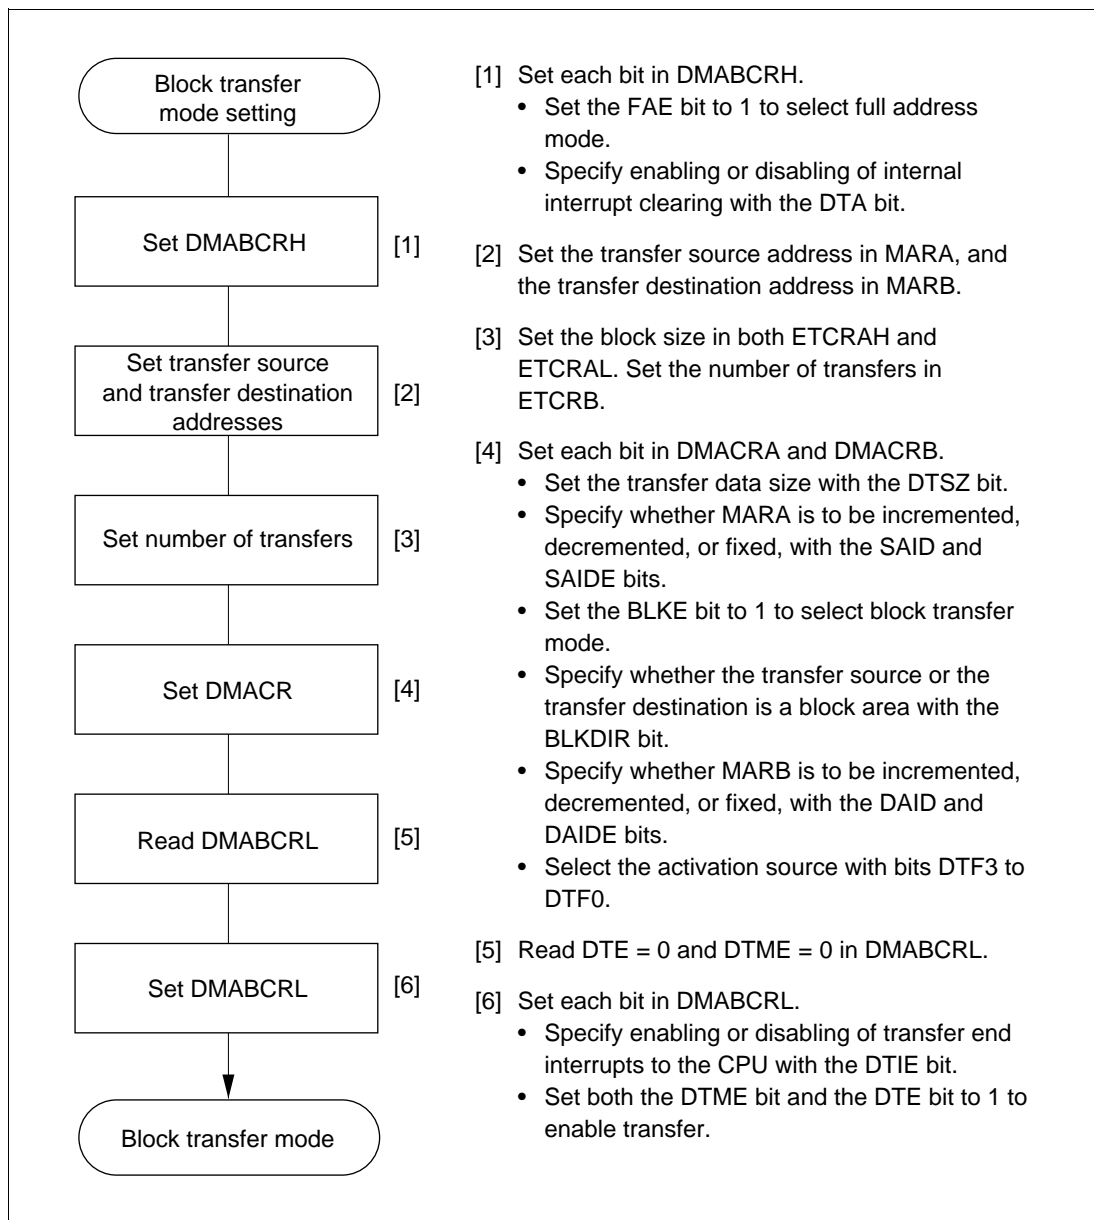 Block transfer
mode setting
Set DMABCRH
[1]
Set transfer source
and transfer destination
addresses
[2]
Set number of transfers
[3]
Set DMACR
[4]
Read DMABCRL
[5]
Set DMABCRL
[6]
Block transfer mode
[1] Set each bit in DMABCRH.
• Set the FAE bit to 1 to select full address
mode.
• Specify enabling or disabling of internal
interrupt clearing with the DTA bit.
[2] Set the transfer source address in MARA, and
the transfer destination address in MARB.
[3] Set the block size in both ETCRAH and
ETCRAL. Set the number of transfers in
ETCRB.
[4] Set each bit in DMACRA and DMACRB.
• Set the transfer data size with the DTSZ bit.
• Specify whether MARA is to be incremented,
decremented, or fixed, with the SAID and
SAIDE bits.
• Set the BLKE bit to 1 to select block transfer
mode.
• Specify whether the transfer source or the
transfer destination is a block area with the
BLKDIR bit.
• Specify whether MARB is to be incremented,
decremented, or fixed, with the DAID and
DAIDE bits.
• Select the activation source with bits DTF3 to
DTF0.
[5] Read DTE = 0 and DTME = 0 in DMABCRL.
[6] Set each bit in DMABCRL.
• Specify enabling or disabling of transfer end
interrupts to the CPU with the DTIE bit.
• Set both the DTME bit and the DTE bit to 1 to
enable transfer.